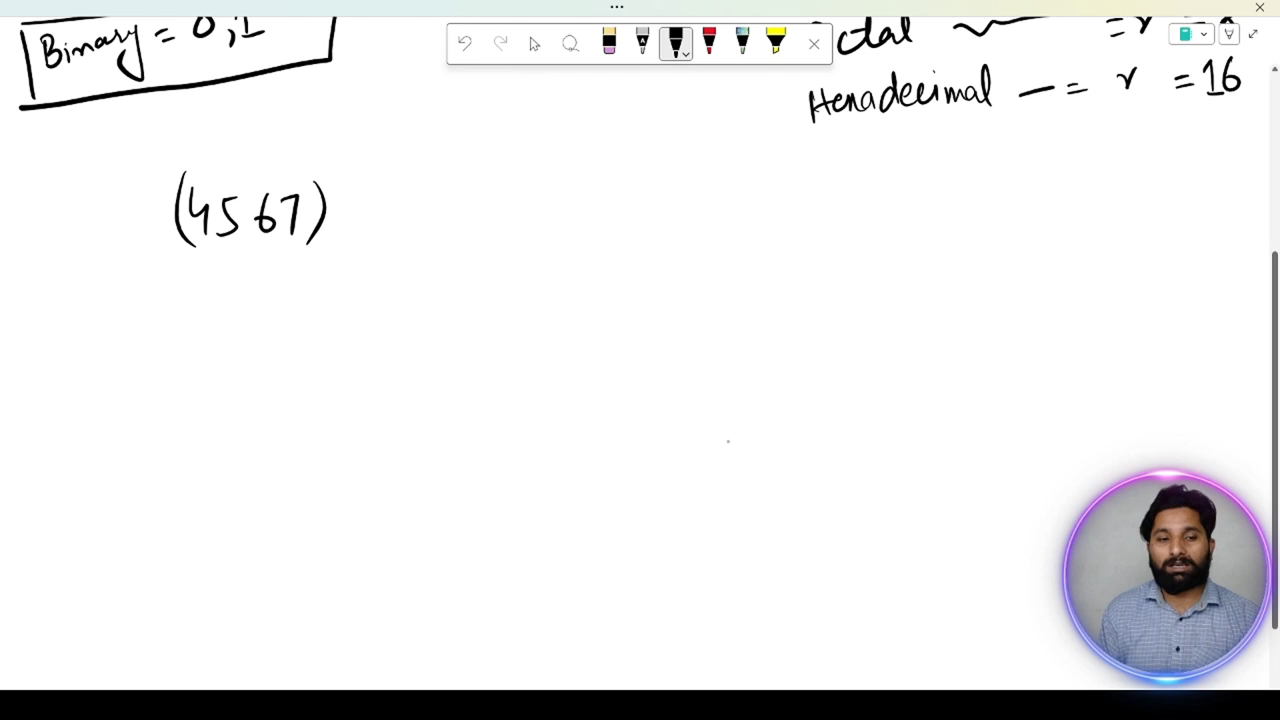 Binary = 0,1
ctal = r
Hexadecimal — = r = 16
(4567)